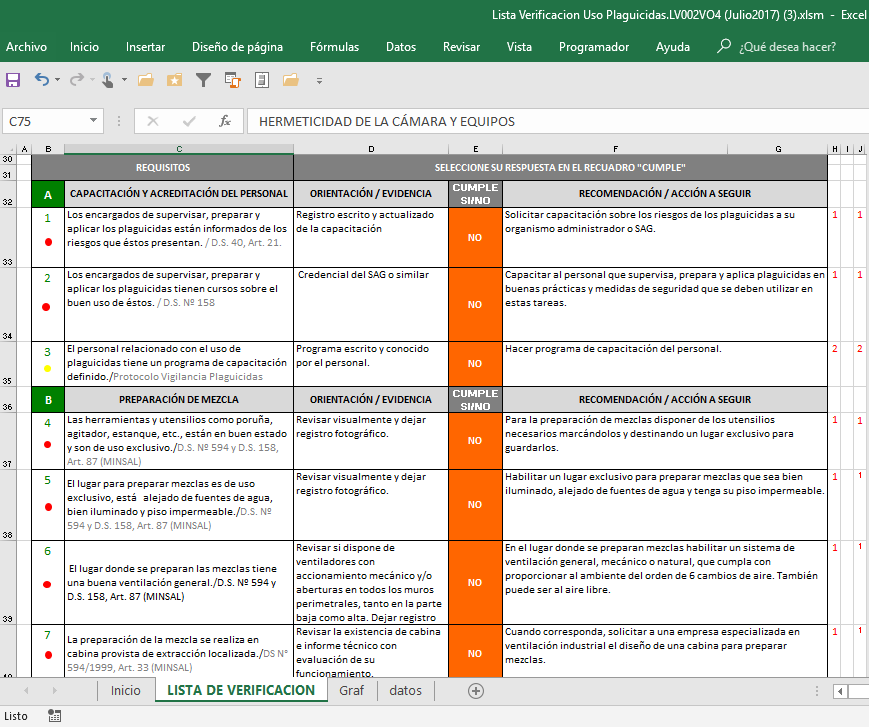 Lista Verificacion Uso Plaguicidas.LV002VO4 (Julio2017) (3).xlsm - Excel
Archivo Inicio Insertar Diseño de página Fórmulas Datos Revisar Vista Programador Ayuda ¿Qué desea hacer?
C75 fx HERMETICIDAD DE LA CÁMARA Y EQUIPOS
A B C D E F G H I J
30
31 REQUISITOS SELECCIONE SU RESPUESTA EN EL RECUADRO "CUMPLE"
32 A CAPACITACIÓN Y ACREDITACIÓN DEL PERSONAL ORIENTACIÓN / EVIDENCIA CUMPLE SI/NO RECOMENDACIÓN / ACCIÓN A SEGUIR
33
1
Los encargados de supervisar, preparar y
aplicar los plaguicidas están informados de los
riesgos que éstos presentan. / D.S. 40, Art. 21.
Registro escrito y actualizado
de la capacitación
NO
Solicitar capacitación sobre los riesgos de los plaguicidas a su
organismo administrador o SAG.
1 1
34
2
Los encargados de supervisar, preparar y
aplicar los plaguicidas tienen cursos sobre el
buen uso de éstos. / D.S. Nº 158
Credencial del SAG o similar
NO
Capacitar al personal que supervisa, prepara y aplica plaguicidas en
buenas prácticas y medidas de seguridad que se deben utilizar en
estas tareas.
1 1
35
3
El personal relacionado con el uso de
plaguicidas tiene un programa de capacitación
definido./Protocolo Vigilancia Plaguicidas
Programa escrito y conocido
por el personal.
NO
Hacer programa de capacitación del personal.
2 2
36 B PREPARACIÓN DE MEZCLA ORIENTACIÓN / EVIDENCIA CUMPLE SI/NO RECOMENDACIÓN / ACCIÓN A SEGUIR
37
4
Las herramientas y utensilios como poruña,
agitador, estanque, etc., están en buen estado
y son de uso exclusivo./D.S. Nº 594 y D.S. 158,
Art. 87 (MINSAL)
Revisar visualmente y dejar
registro fotográfico.
NO
Para la preparación de mezclas disponer de los utensilios
necesarios marcándolos y destinando un lugar exclusivo para
guardarlos.
1 1
38
5
El lugar para preparar mezclas es de uso
exclusivo, está alejado de fuentes de agua,
bien iluminado y piso impermeable./D.S. Nº
594 y D.S. 158, Art. 87 (MINSAL)
Revisar visualmente y dejar
registro fotográfico.
NO
Habilitar un lugar exclusivo para preparar mezclas que sea bien
iluminado, alejado de fuentes de agua y tenga su piso impermeable.
1 1
39
6
El lugar donde se preparan las mezclas tiene
una buena ventilación general./D.S. Nº 594 y
D.S. 158, Art. 87 (MINSAL)
Revisar si dispone de
ventiladores con
accionamiento mecánico y/o
aberturas en todos los muros
perimetrales, tanto en la parte
baja como alta. Dejar registro
NO
En el lugar donde se preparan mezclas habilitar un sistema de
ventilación general, mecánico o natural, que cumpla con
proporcionar al ambiente del orden de 6 cambios de aire. También
puede ser al aire libre.
1 1
7
La preparación de la mezcla se realiza en
cabina provista de extracción localizada./DS N°
594/1999, Art. 33 (MINSAL)
Revisar la existencia de cabina
e informe técnico con
evaluación de su
funcionamiento.
NO
Cuando corresponda, solicitar a una empresa especializada en
ventilación industrial el diseño de una cabina para preparar
mezclas.
1 1
Inicio LISTA DE VERIFICACION Graf datos
Listo